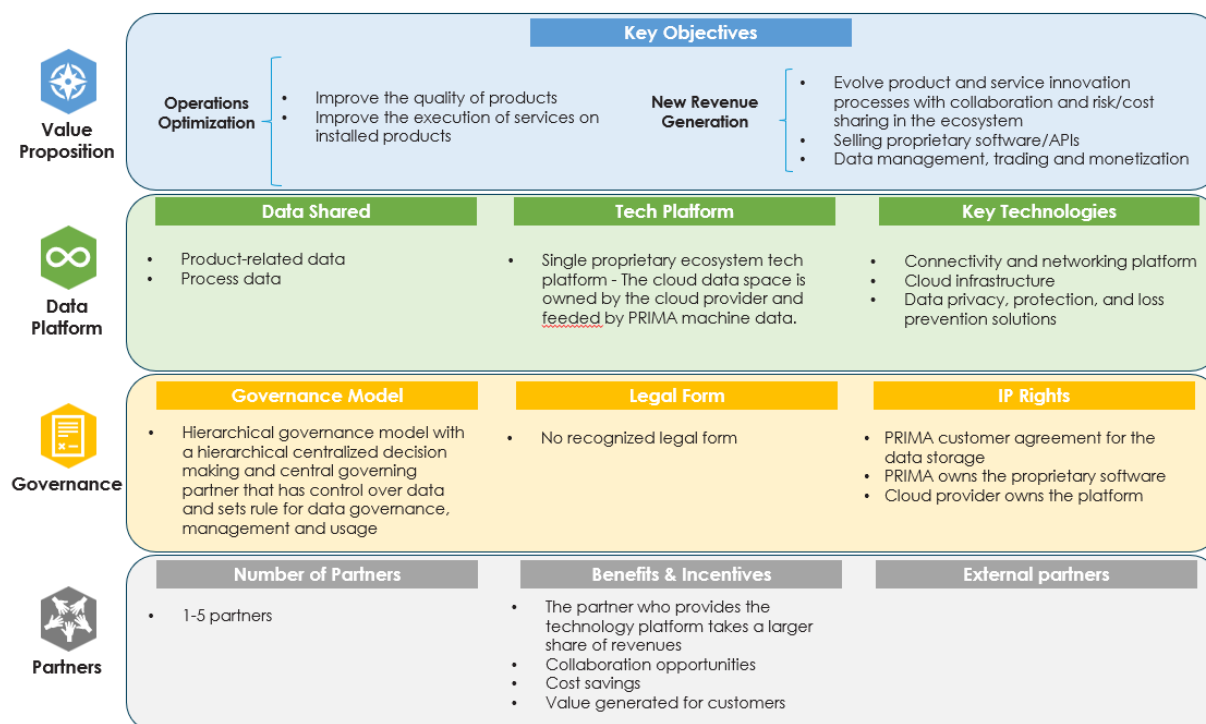 Key Objectives
Value
Proposition
Operations
Optimization
• Improve the quality of products
• Improve the execution of services on
installed products
New Revenue
Generation
• Evolve product and service innovation
processes with collaboration and risk/cost
sharing in the ecosystem
• Selling proprietary software/APIs
• Data management, trading and monetization
Data
Platform
Data Shared
• Product-related data
• Process data
Tech Platform
• Single proprietary ecosystem tech
platform - The cloud data space is
owned by the cloud provider and
feeded by PRIMA machine data.
Key Technologies
• Connectivity and networking platform
• Cloud infrastructure
• Data privacy, protection, and loss
prevention solutions
Governance
Governance Model
• Hierarchical governance model with
a hierarchical centralized decision
making and central governing
partner that has control over data
and sets rule for data governance,
management and usage
Legal Form
• No recognized legal form
IP Rights
• PRIMA customer agreement for the
data storage
• PRIMA owns the proprietary software
• Cloud provider owns the platform
Partners
Number of Partners
• 1-5 partners
Benefits & Incentives
• The partner who provides the
technology platform takes a larger
share of revenues
• Collaboration opportunities
• Cost savings
• Value generated for customers
External partners